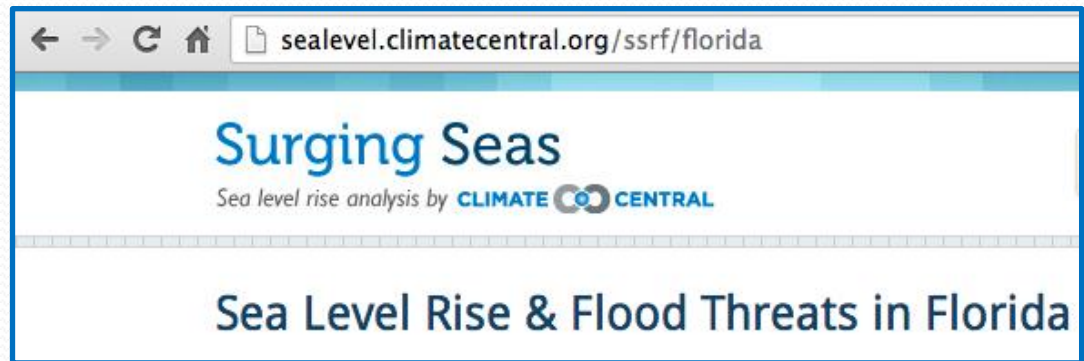 sealevel.climatecentral.org/ssrf/florida
Surging Seas
Sea level rise analysis by CLIMATE CENTRAL
Sea Level Rise & Flood Threats in Florida